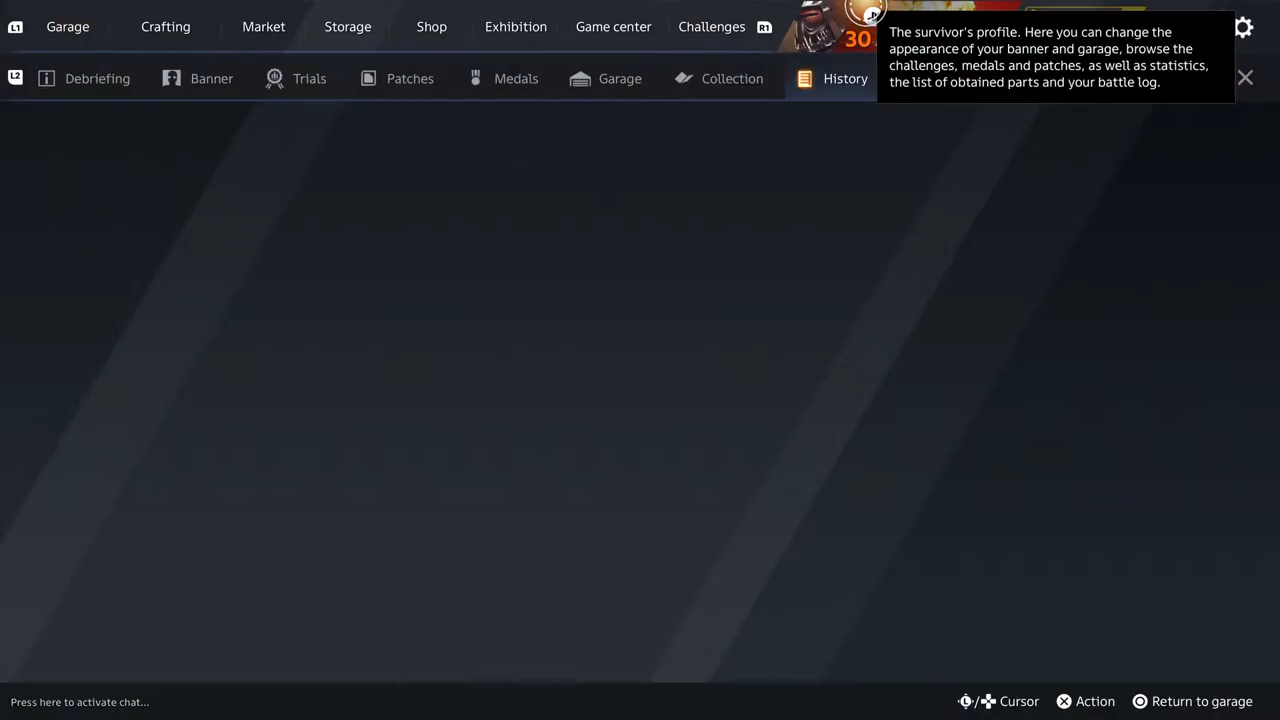 L1 Garage Crafting Market Storage Shop Exhibition Game center Challenges R1
30
The survivor's profile. Here you can change the
appearance of your banner and garage, browse the
challenges, medals and patches, as well as statistics,
the list of obtained parts and your battle log.
L2 Debriefing Banner Trials Patches Medals Garage Collection History
Press here to activate chat...
L/ Cursor Action Return to garage